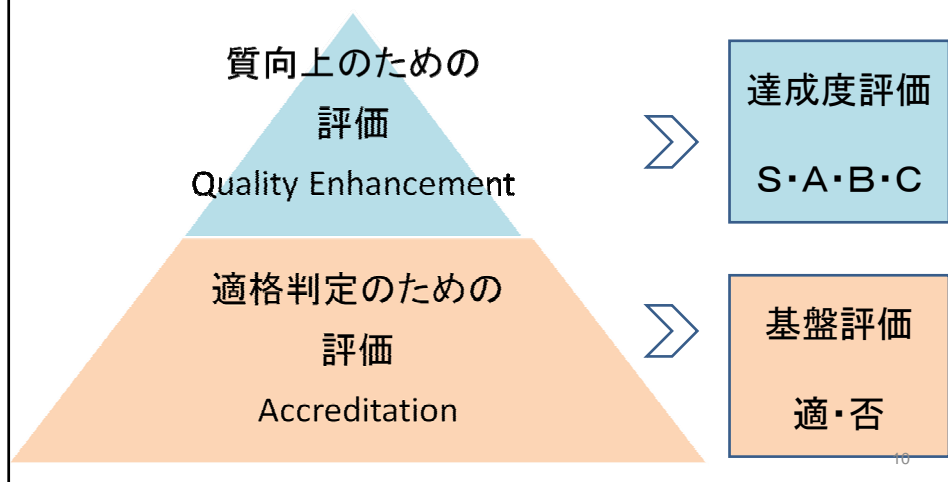 質向上のための
評価
Quality Enhancement
達成度評価
S・A・B・C
適格判定のための
評価
Accreditation
基盤評価
適・否
10